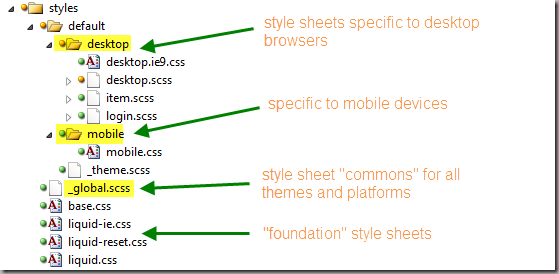 styles
default
desktop
style sheets specific to desktop
browsers
desktop.ie9.css
desktop.scss
item.scss
login.scss
specific to mobile devices
mobile
mobile.css
_theme.scss
style sheet "commons" for all
themes and platforms
_global.scss
base.css
liquid-ie.css
"foundation" style sheets
liquid-reset.css
liquid.css